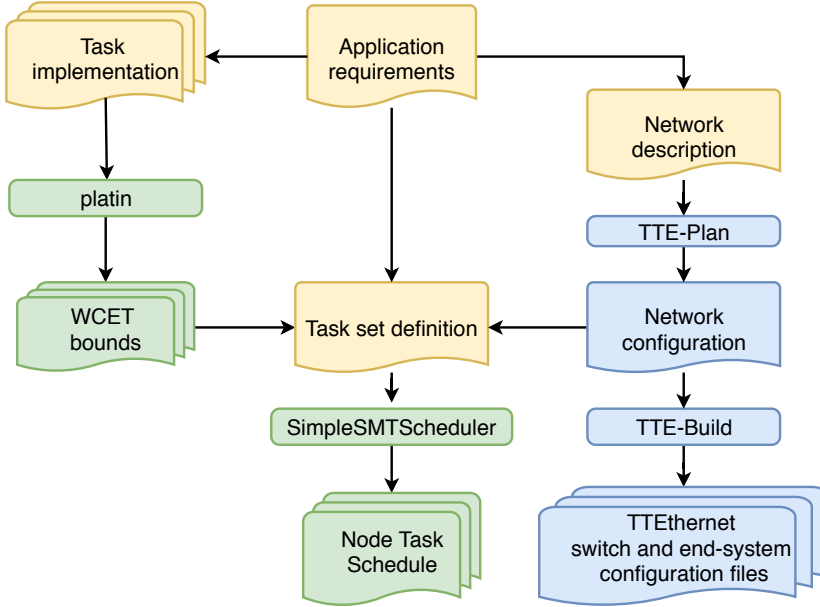 Task
implementation
Application
requirements
Network
description
platin
TTE-Plan
WCET
bounds
Task set definition
Network
configuration
SimpleSMTScheduler
TTE-Build
Node Task
Schedule
TTEthernet
switch and end-system
configuration files